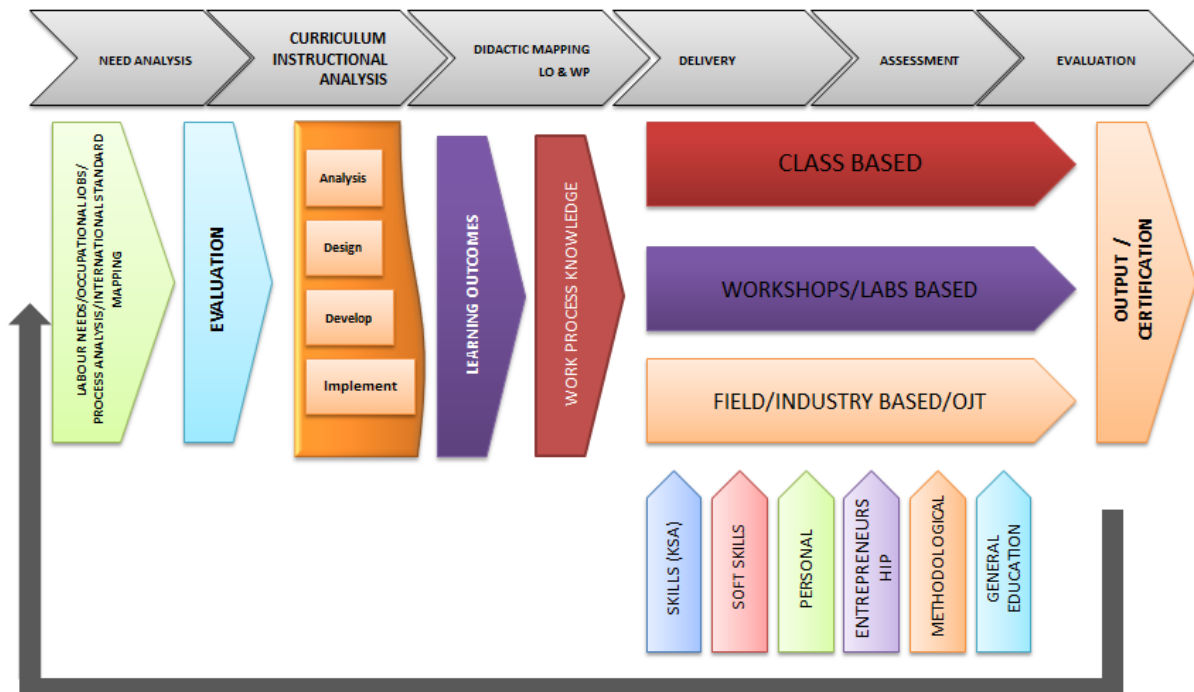 NEED ANALYSIS
CURRICULUM
INSTRUCTIONAL
ANALYSIS
DIDACTIC MAPPING
LO & WP
DELIVERY
ASSESSMENT
EVALUATION
LABOUR NEEDS/OCCUPATIONAL JOBS/
PROCESS ANALYSIS/INTERNATIONAL STANDARD
MAPPING
EVALUATION
Analysis
Design
Develop
Implement
LEARNING OUTCOMES
WORK PROCESS KNOWLEDGE
CLASS BASED
WORKSHOPS/LABS BASED
FIELD/INDUSTRY BASED/OJT
OUTPUT /
CERTIFICATION
SKILLS (KSA)
SOFT SKILLS
PERSONAL
ENTREPRENEURS
HIP
METHODOLOGICAL
GENERAL
EDUCATION